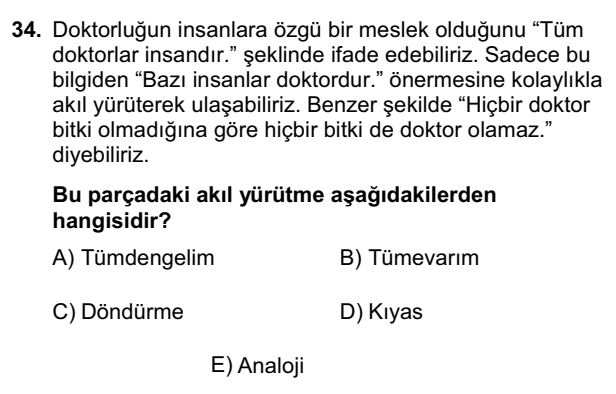 34. Doktorluğun insanlara özgü bir meslek olduğunu “Tüm
doktorlar insandır.” şeklinde ifade edebiliriz. Sadece bu
bilgiden “Bazı insanlar doktordur.” önermesine kolaylıkla
akıl yürüterek ulaşabiliriz. Benzer şekilde “Hiçbir doktor
bitki olmadığına göre hiçbir bitki de doktor olamaz.”
diyebiliriz.
Bu parçadaki akıl yürütme aşağıdakilerden
hangisidir?
A) Tümdengelim B) Tümevarım
C) Döndürme D) Kıyas
E) Analoji